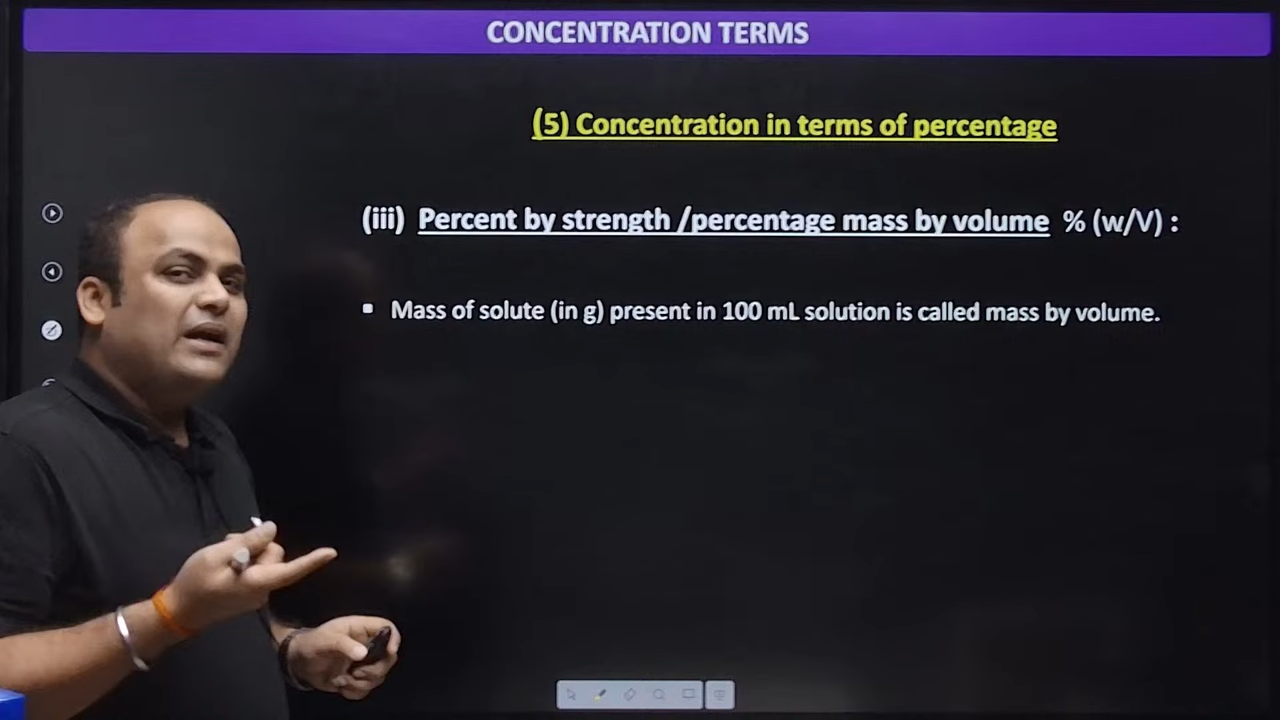 CONCENTRATION TERMS
(5) Concentration in terms of percentage
(iii) Percent by strength /percentage mass by volume % (w/V) :
▪ Mass of solute (in g) present in 100 mL solution is called mass by volume.